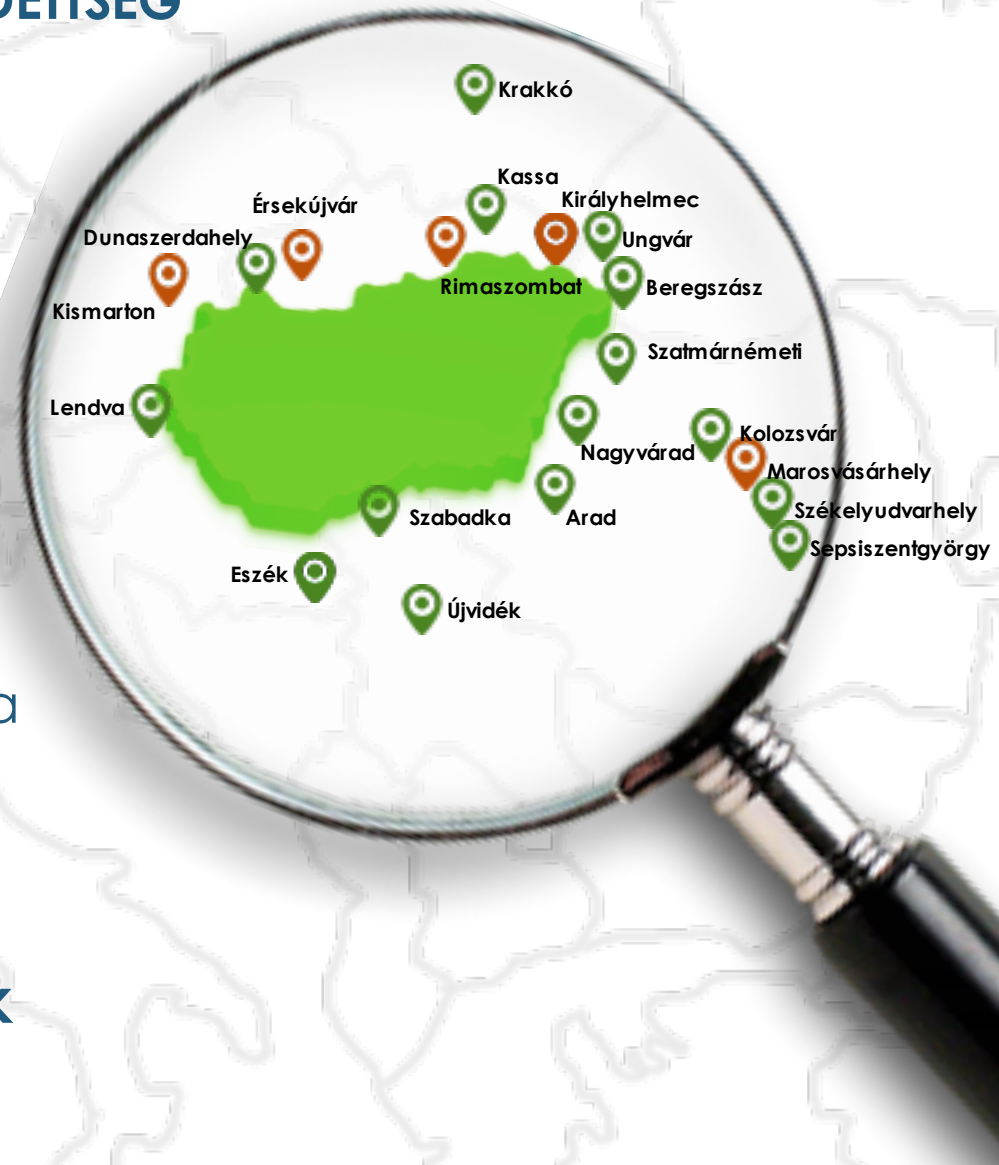 Krakkó
Kassa
Királyhelmec
Érsekújvár
Dunaszerdahely
Ungvár
Rimaszombat
Beregszász
Kismarton
Szatmárnémeti
Lendva
Kolozsvár
Nagyvárad
Marosvásárhely
Székelyudvarhely
Szabadka
Arad
Sepsiszentgyörgy
Eszék
Újvidék
a
k